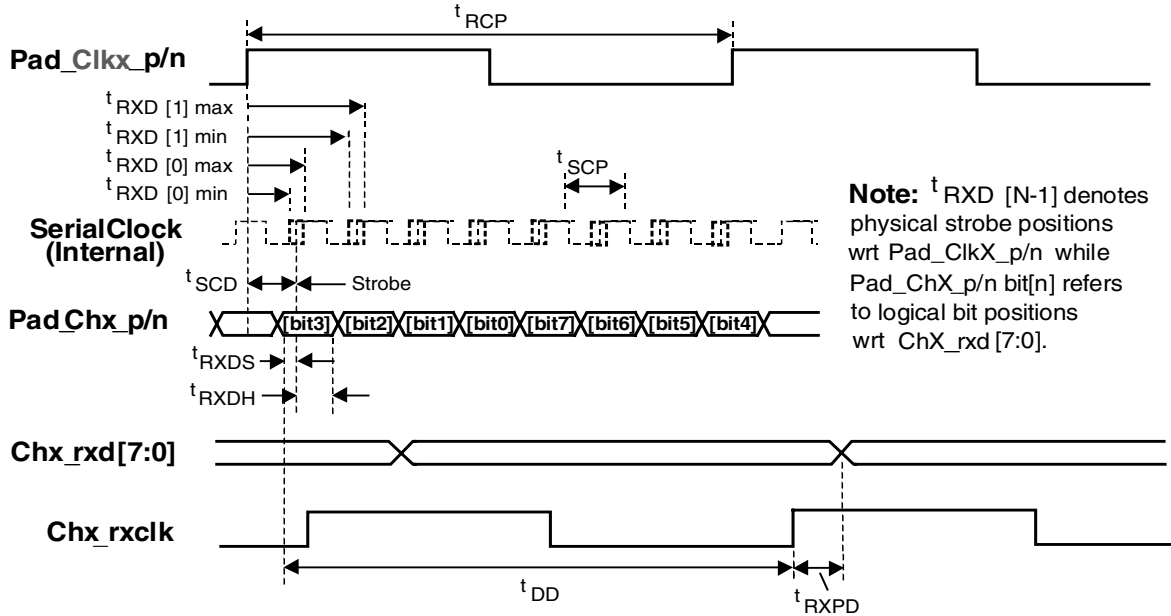 t RCP
Pad_Clkx_p/n
t RXD [1] max
t RXD [1] min
t RXD [0] max
t RXD [0] min
t SCP
SerialClock
(Internal)
t SCD
Strobe
Pad_Chx_p/n
[bit3] [bit2] [bit1] [bit0] [bit7] [bit6] [bit5] [bit4]
t RXDS
t RXDH
Note: t RXD [N-1] denotes
physical strobe positions
wrt Pad_ClkX_p/n while
Pad_ChX_p/n bit[n] refers
to logical bit positions
wrt ChX_rxd [7:0].
Chx_rxd[7:0]
Chx_rxclk
t DD
t RXPD